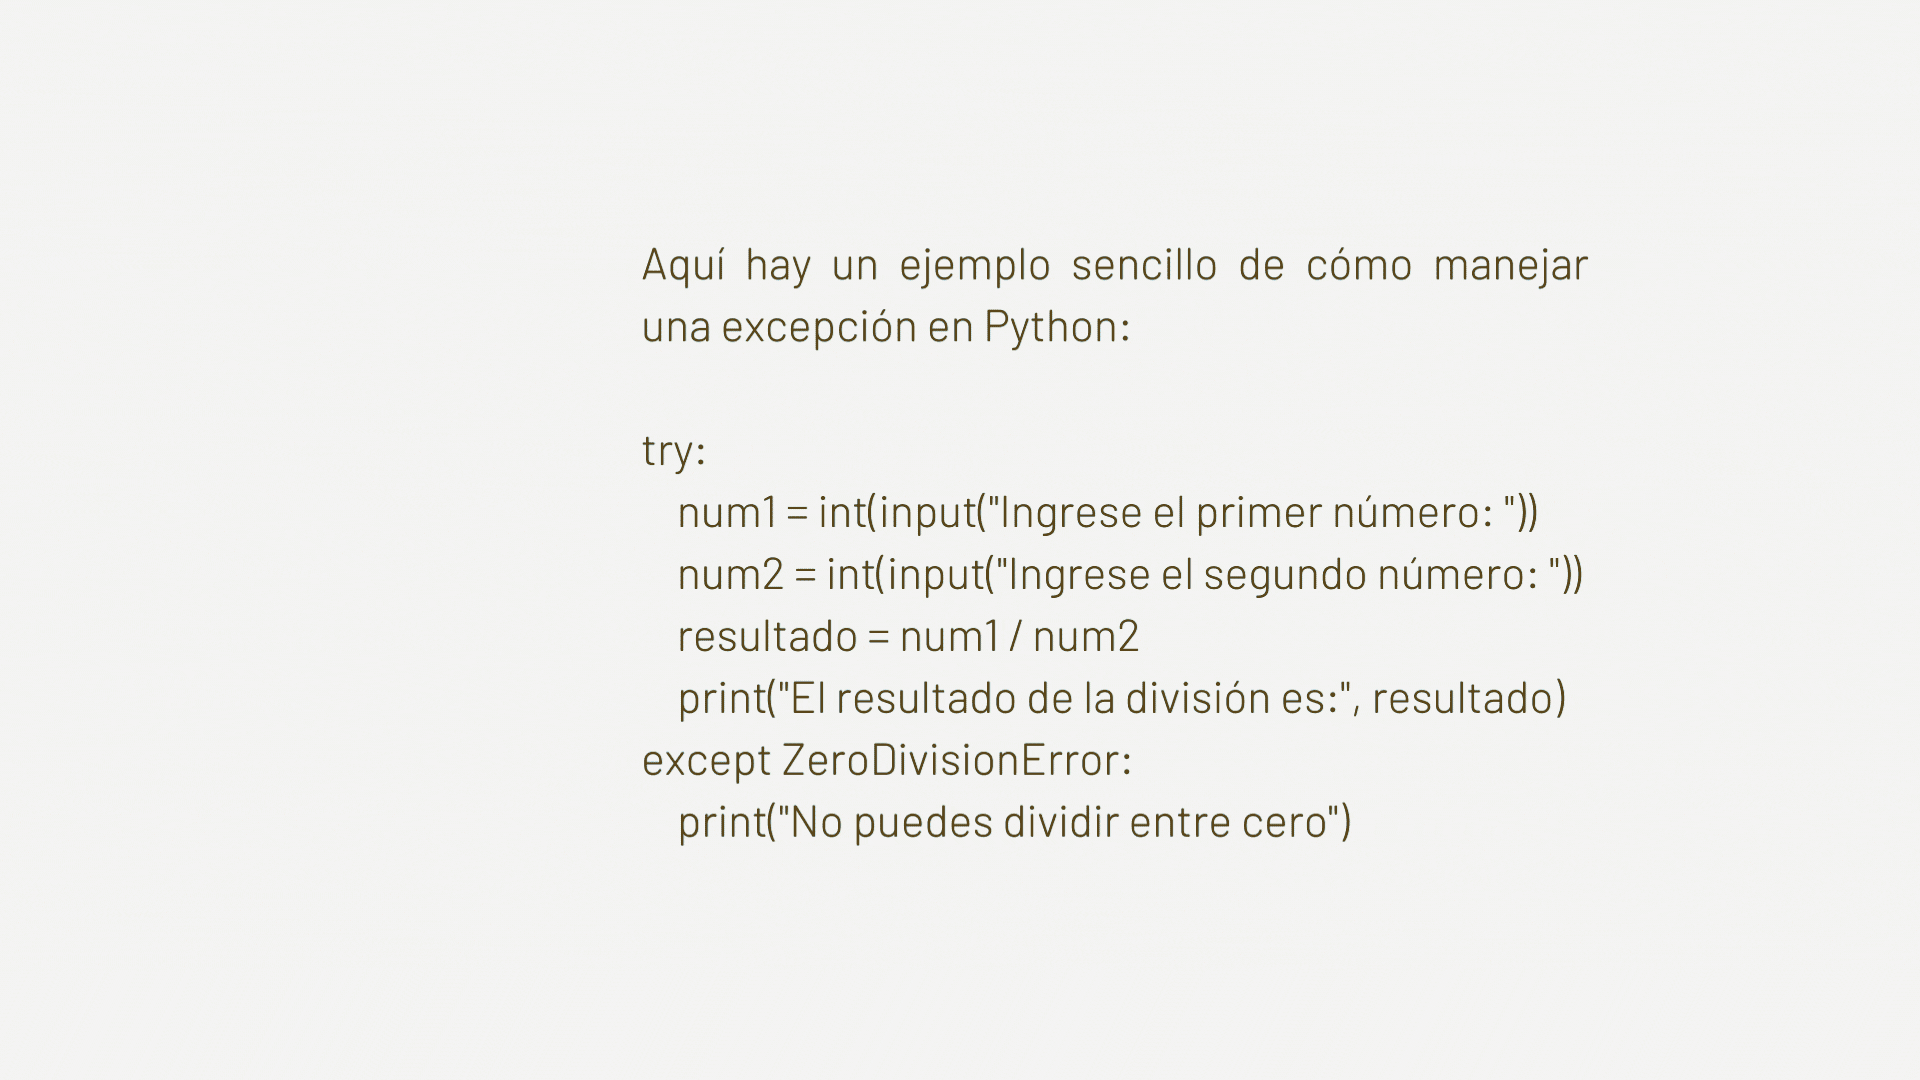 Aquí hay un ejemplo sencillo de cómo manejar
una excepción en Python:

try:
    num1 = int(input("Ingrese el primer número: "))
    num2 = int(input("Ingrese el segundo número: "))
    resultado = num1 / num2
    print("El resultado de la división es:", resultado)
except ZeroDivisionError:
    print("No puedes dividir entre cero")